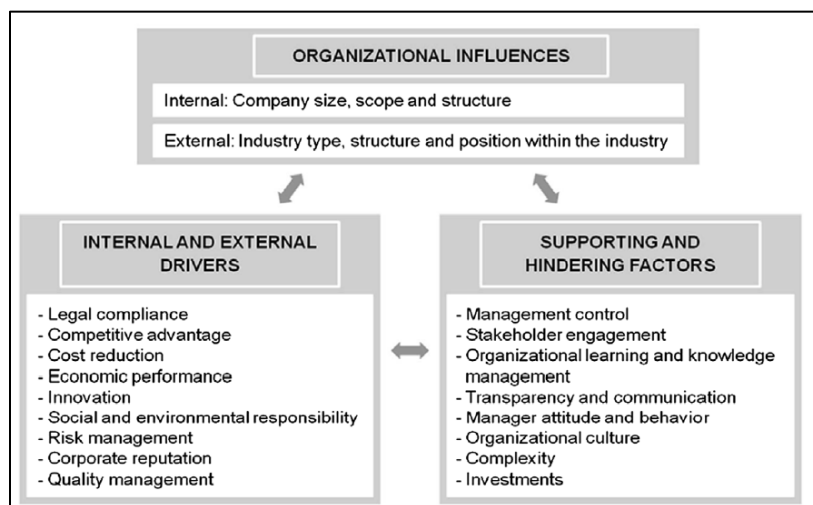 ORGANIZATIONAL INFLUENCES
Internal: Company size, scope and structure
External: Industry type, structure and position within the industry
INTERNAL AND EXTERNAL
DRIVERS
- Legal compliance
- Competitive advantage
- Cost reduction
- Economic performance
- Innovation
- Social and environmental responsibility
- Risk management
- Corporate reputation
- Quality management
SUPPORTING AND
HINDERING FACTORS
- Management control
- Stakeholder engagement
- Organizational learning and knowledge
management
- Transparency and communication
- Manager attitude and behavior
- Organizational culture
- Complexity
- Investments